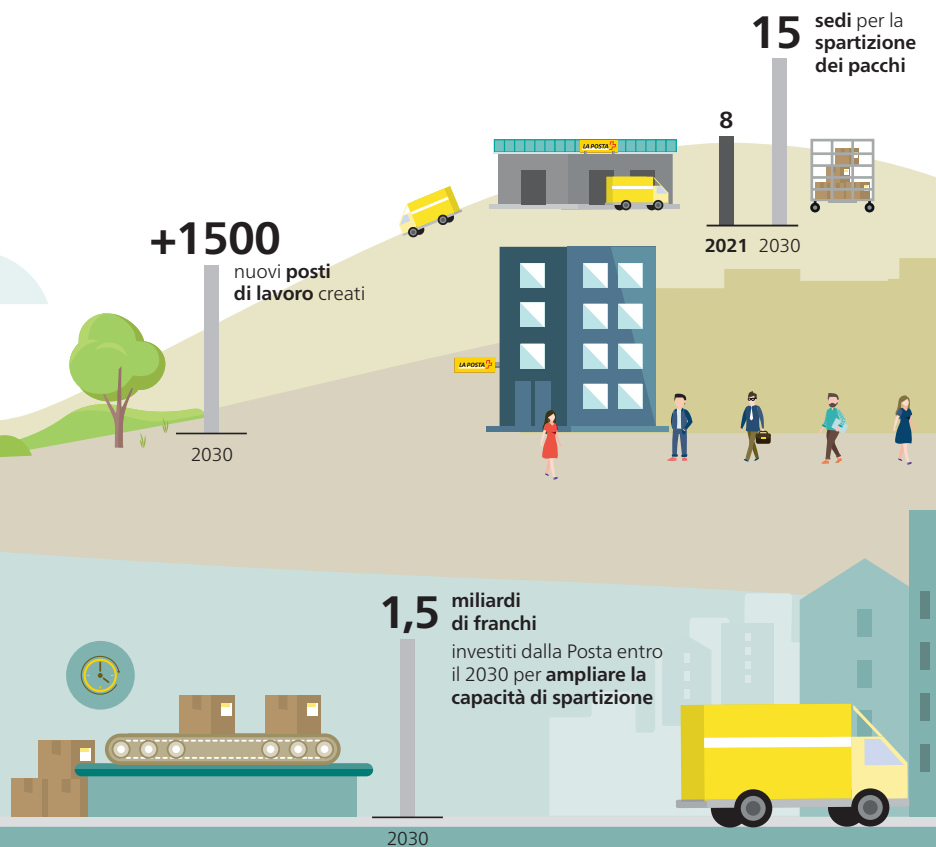 15
sedi per la
spartizione
dei pacchi
8
LA POSTA
2021 2030
+1500
nuovi posti
di lavoro creati
LA POSTA
2030
1,5
miliardi
di franchi
investiti dalla Posta entro
il 2030 per ampliare la
capacità di spartizione
2030